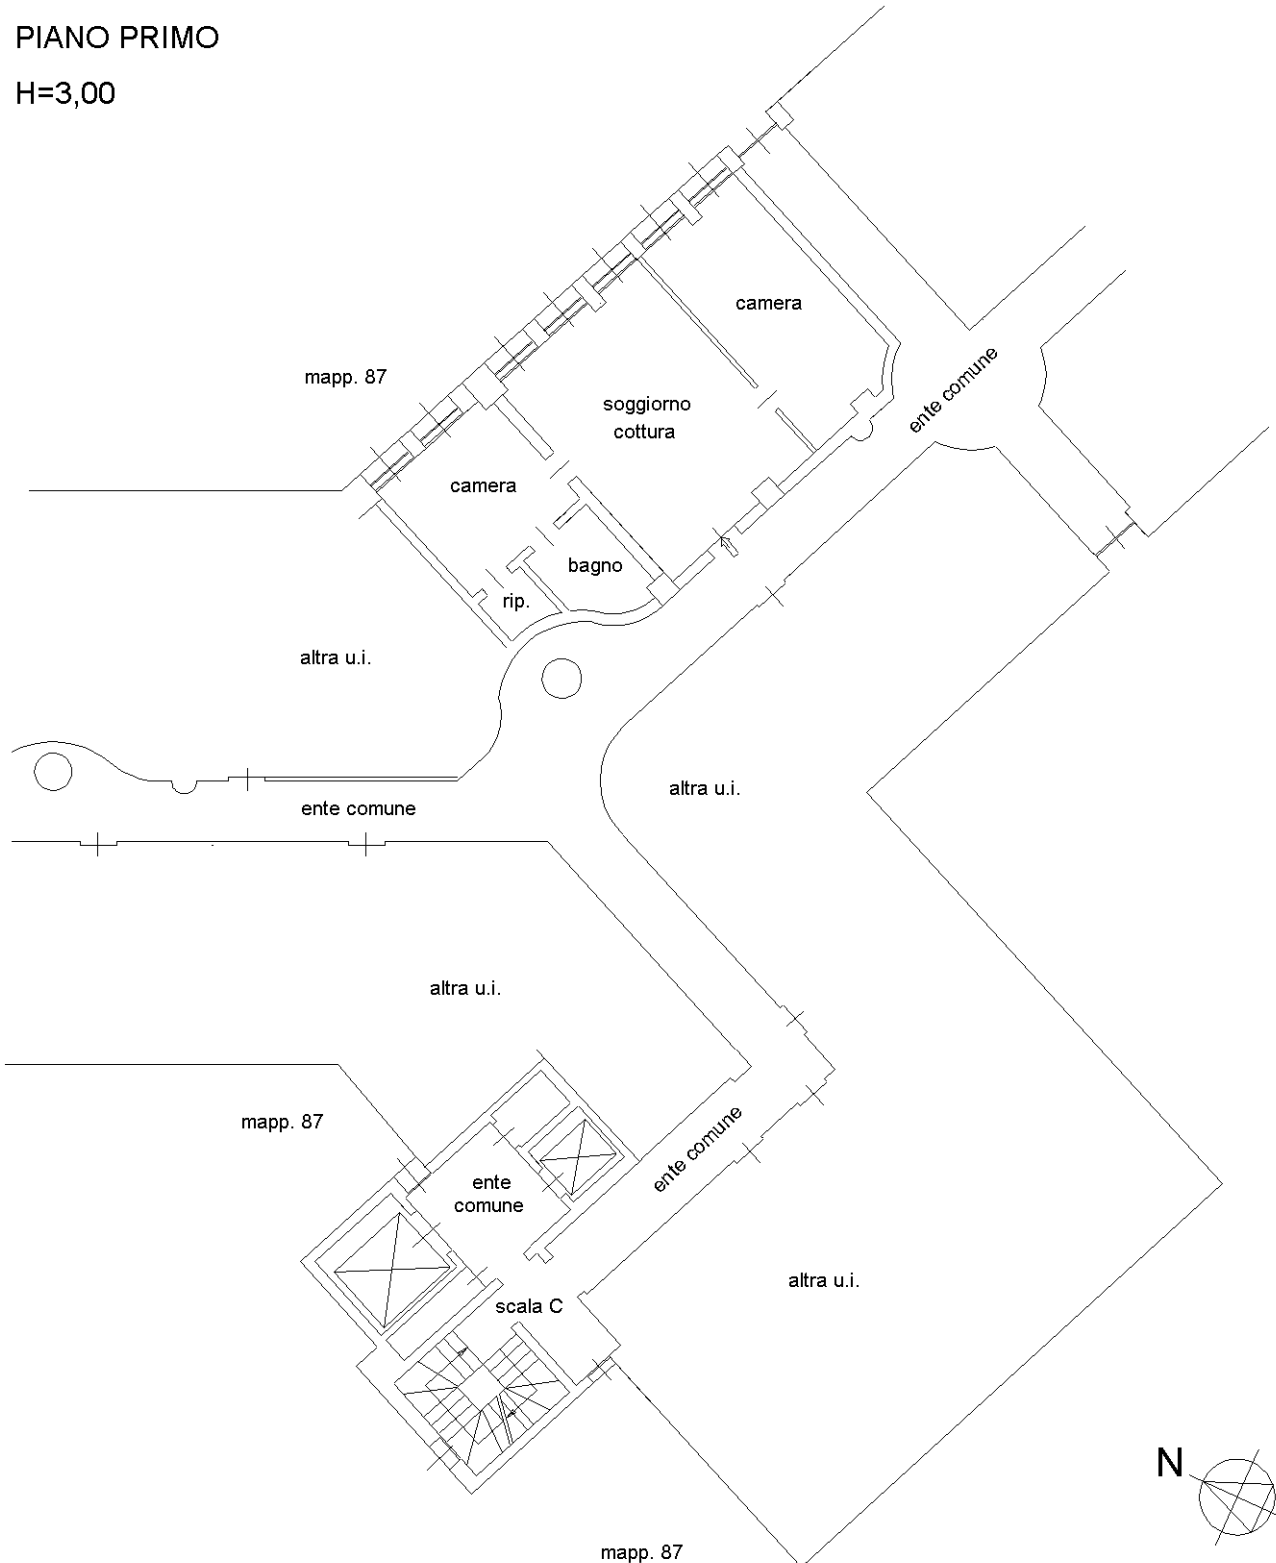 PIANO PRIMO
H=3,00
camera
mapp. 87
soggiorno
cottura
ente comune
camera
bagno
rip.
altra u.i.
altra u.i.
ente comune
altra u.i.
mapp. 87
ente comune
ente
comune
altra u.i.
scala C
N
mapp. 87